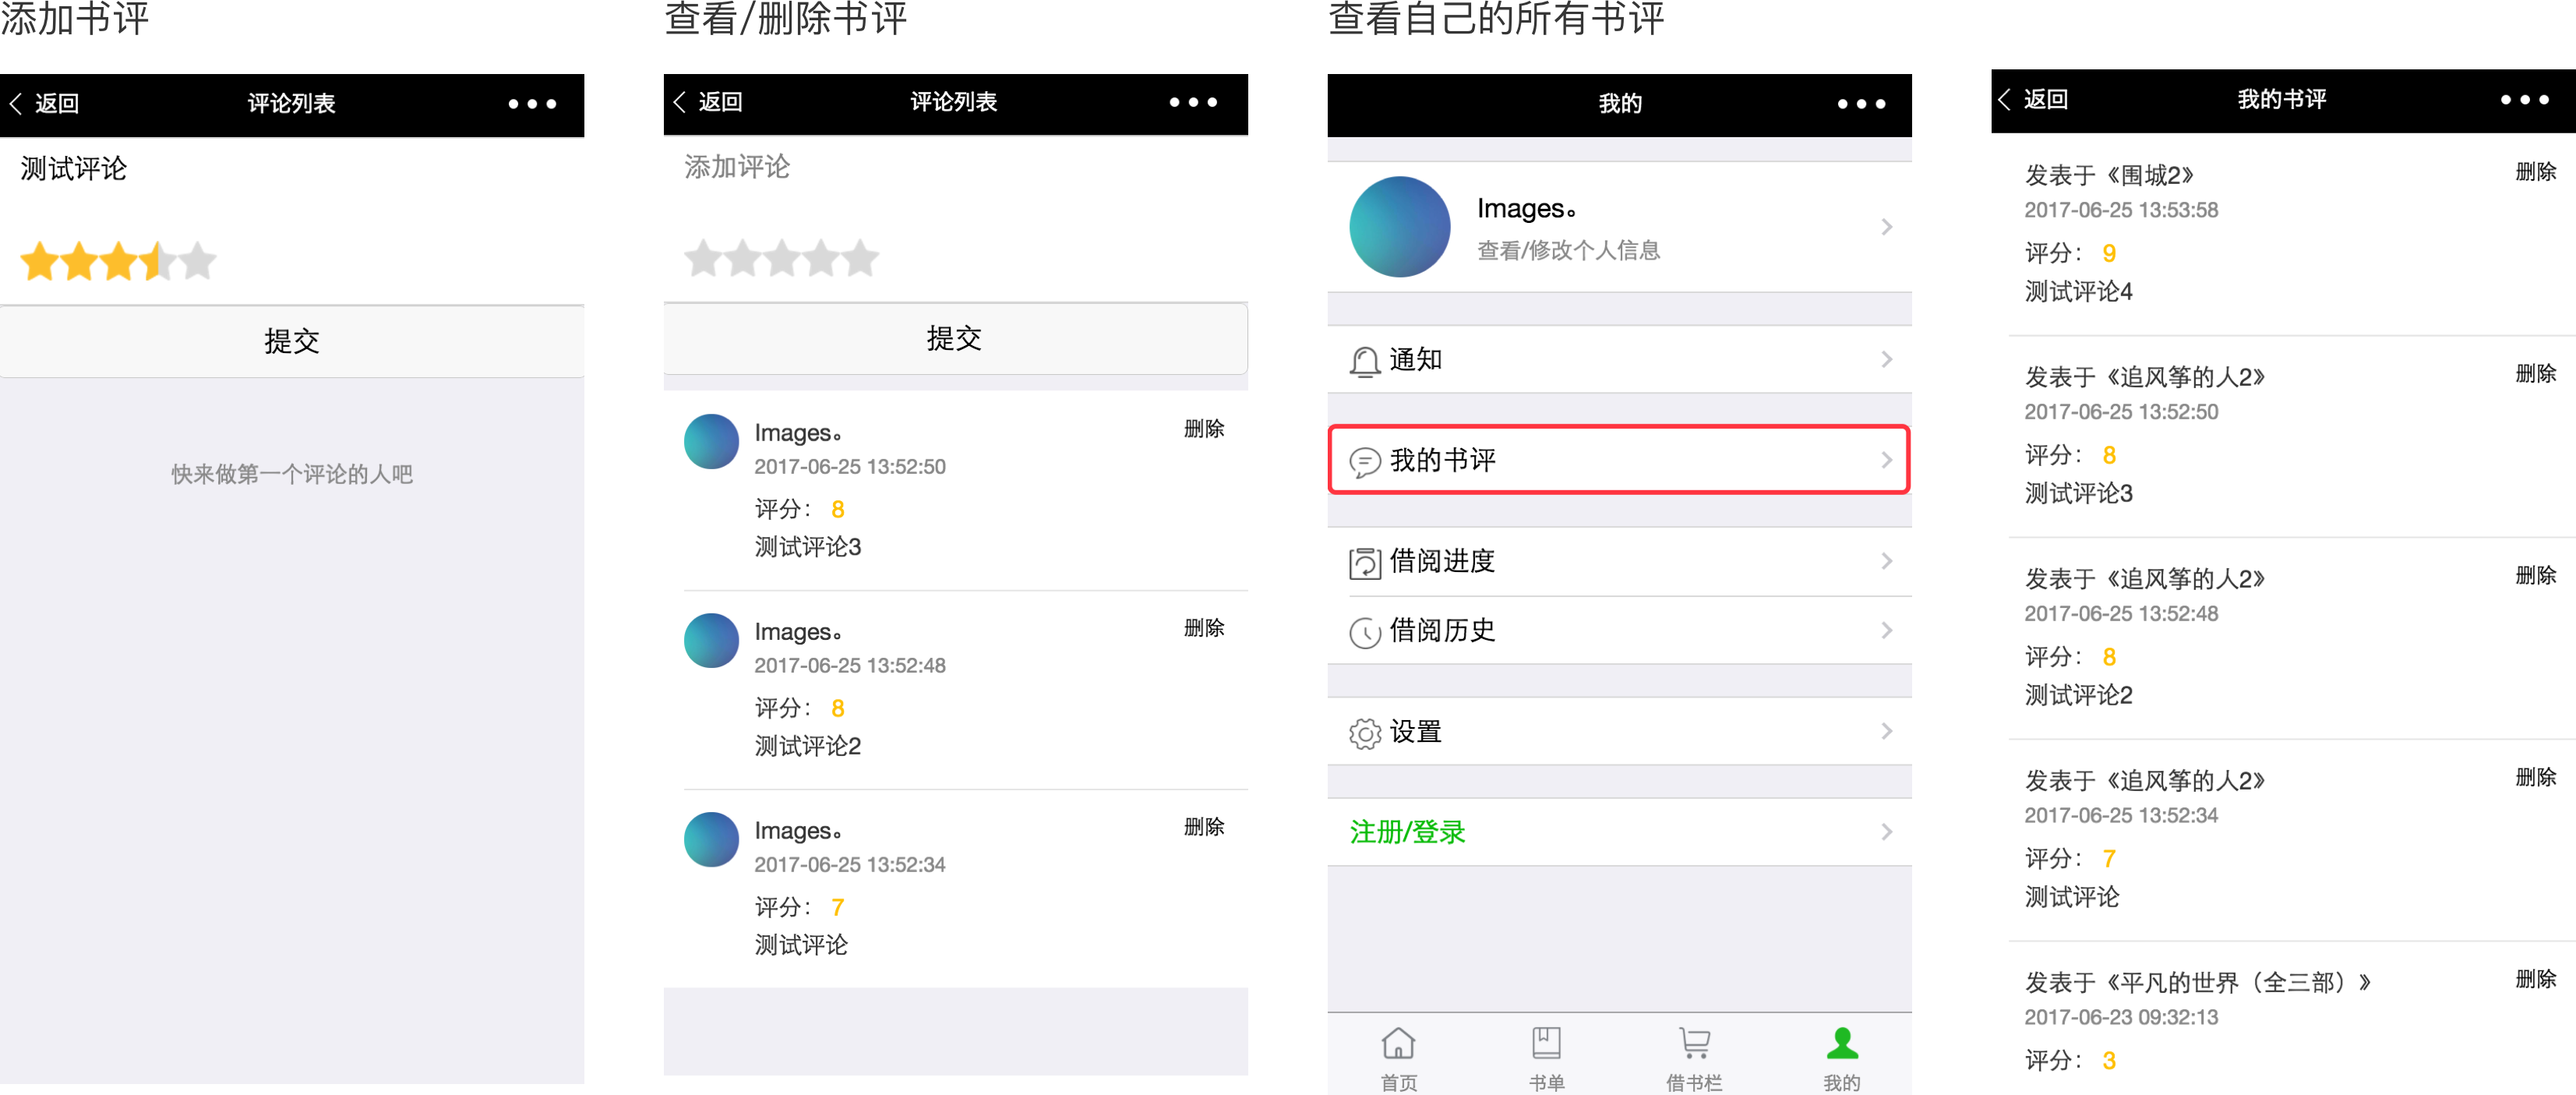 添加书评
返回
评论列表
测试评论
提交
快来做第一个评论的人吧
查看/删除书评
返回
评论列表
添加评论
提交
Images。
删除
2017-06-25 13:52:50
评分： 8
测试评论3
Images。
删除
2017-06-25 13:52:48
评分： 8
测试评论2
Images。
删除
2017-06-25 13:52:34
评分： 7
测试评论
查看自己的所有书评
我的
Images。
查看/修改个人信息
通知
我的书评
借阅进度
借阅历史
设置
注册/登录
首页
书单
借书栏
我的
返回
我的书评
发表于《围城2》
删除
2017-06-25 13:53:58
评分： 9
测试评论4
发表于《追风筝的人2》
删除
2017-06-25 13:52:50
评分： 8
测试评论3
发表于《追风筝的人2》
删除
2017-06-25 13:52:48
评分： 8
测试评论2
发表于《追风筝的人2》
删除
2017-06-25 13:52:34
评分： 7
测试评论
发表于《平凡的世界（全三部）》
删除
2017-06-23 09:32:13
评分： 3